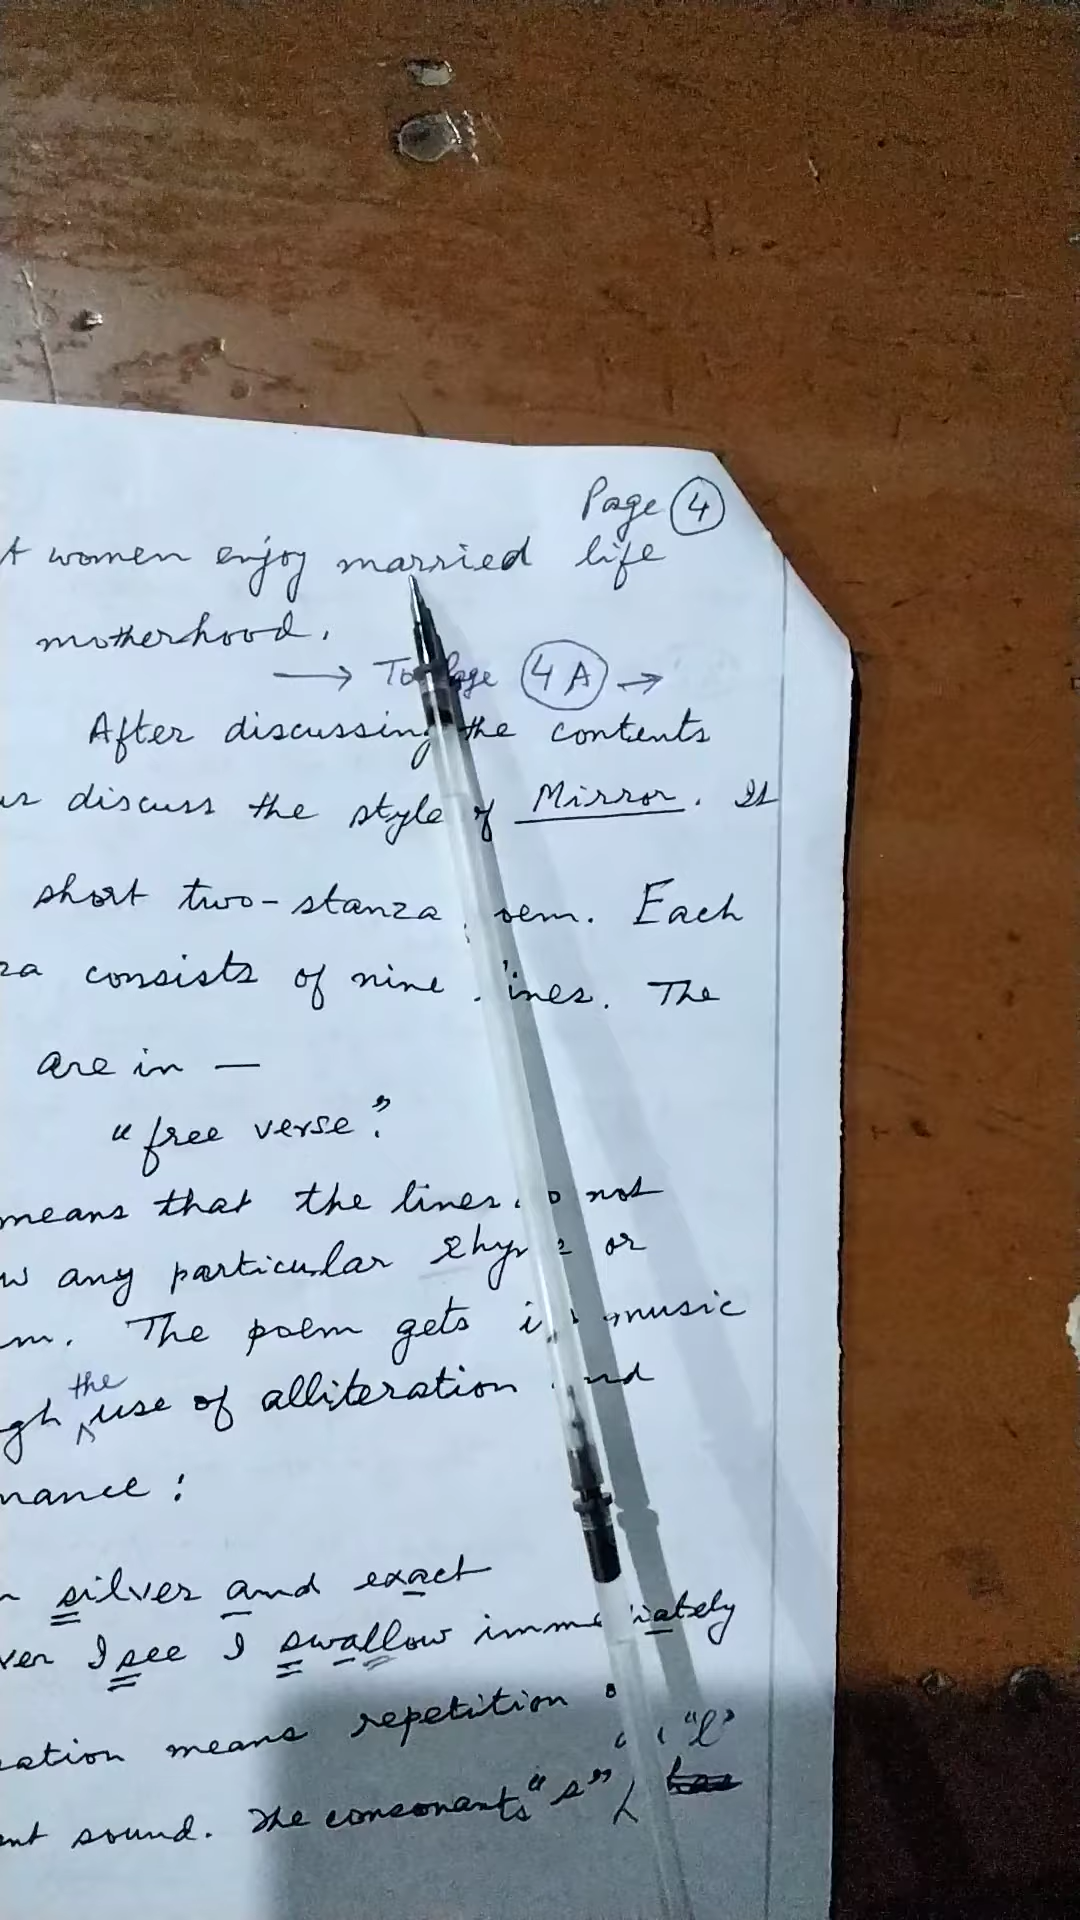 Page 4
women enjoy married life
motherhood.
→ To Page 4A →
After discussing the contents
discuss the style of Mirror. It
short two-stanza poem. Each
consists of nine lines. The
are in —
"free verse".
means that the lines do not
any particular rhyme or
The poem gets its music
the
use of alliteration and
silver and exact
I see I swallow immediately
means repetition
"l"
sound. The consonants "s"